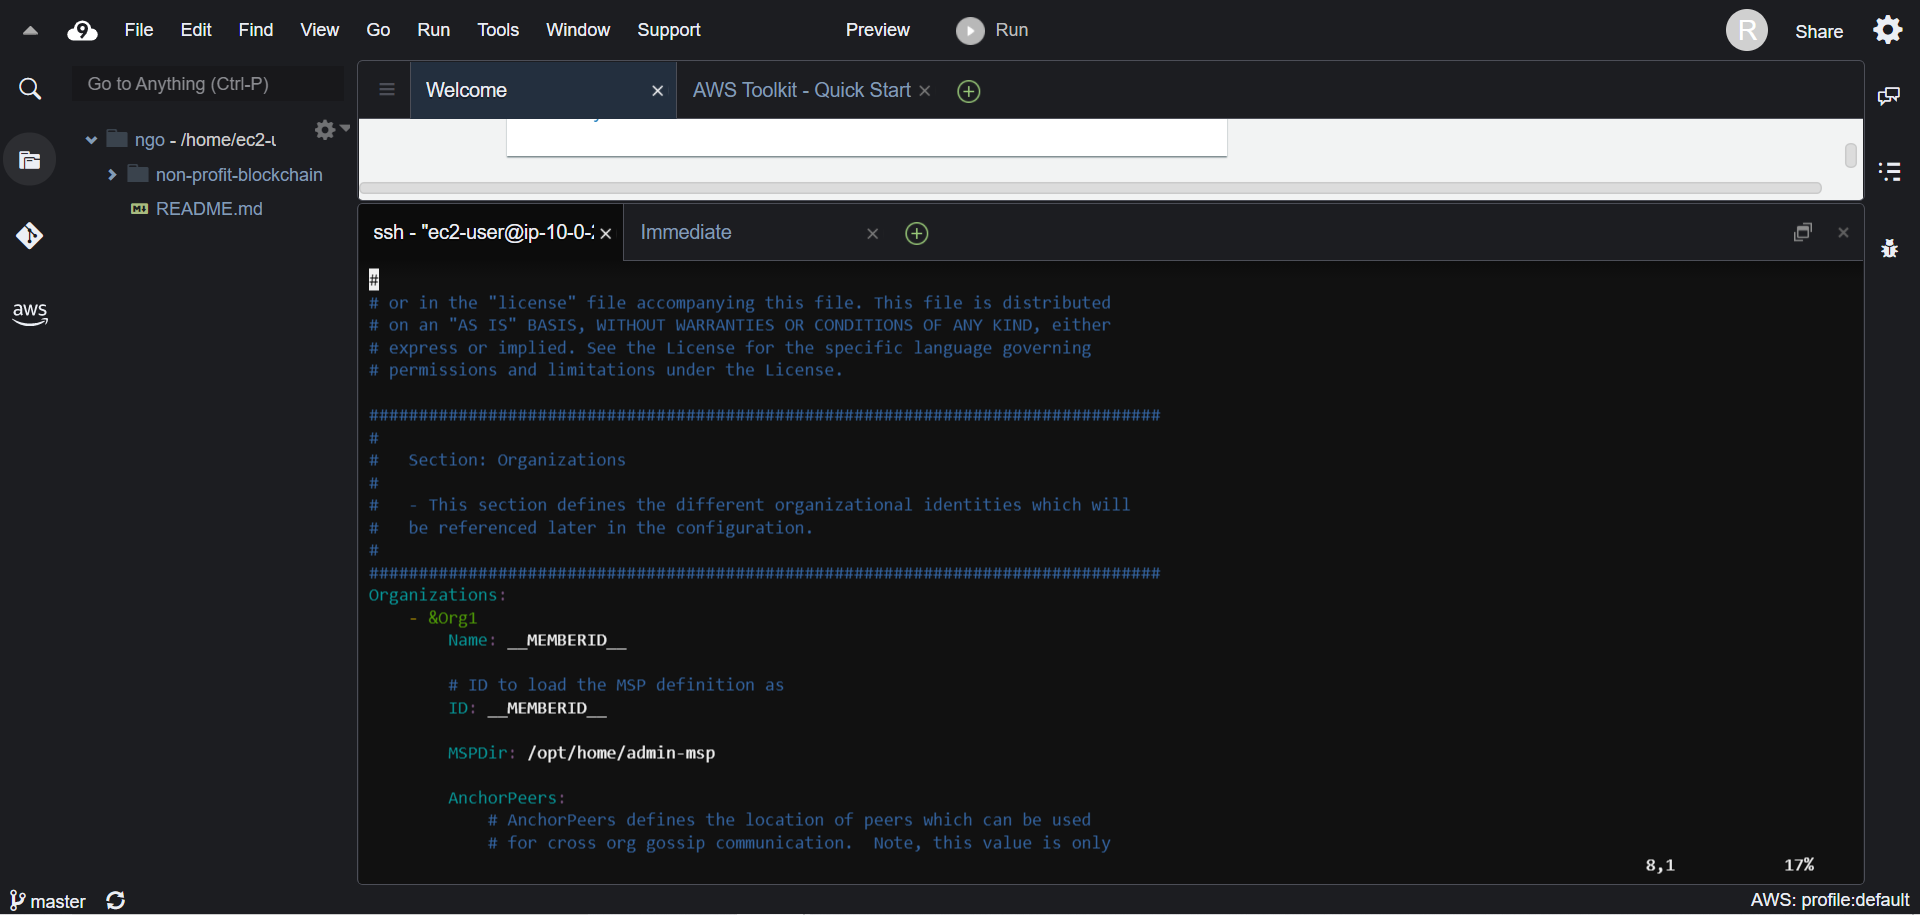 9 File Edit Find View Go Run Tools Window Support Preview Run R Share
Go to Anything (Ctrl-P)
Welcome × AWS Toolkit - Quick Start ×
ngo - /home/ec2-u
non-profit-blockchain
M↓ README.md
aws
ssh - "ec2-user@ip-10-0-2 × Immediate ×
#
# or in the "license" file accompanying this file. This file is distributed
# on an "AS IS" BASIS, WITHOUT WARRANTIES OR CONDITIONS OF ANY KIND, either
# express or implied. See the License for the specific language governing
# permissions and limitations under the License.
################################################################################
#
#   Section: Organizations
#
#   - This section defines the different organizational identities which will
#   be referenced later in the configuration.
#
################################################################################
Organizations:
    - &Org1
        Name: __MEMBERID__
        # ID to load the MSP definition as
        ID: __MEMBERID__
        MSPDir: /opt/home/admin-msp
        AnchorPeers:
            # AnchorPeers defines the location of peers which can be used
            # for cross org gossip communication.  Note, this value is only
8,1 17%
master
AWS: profile:default